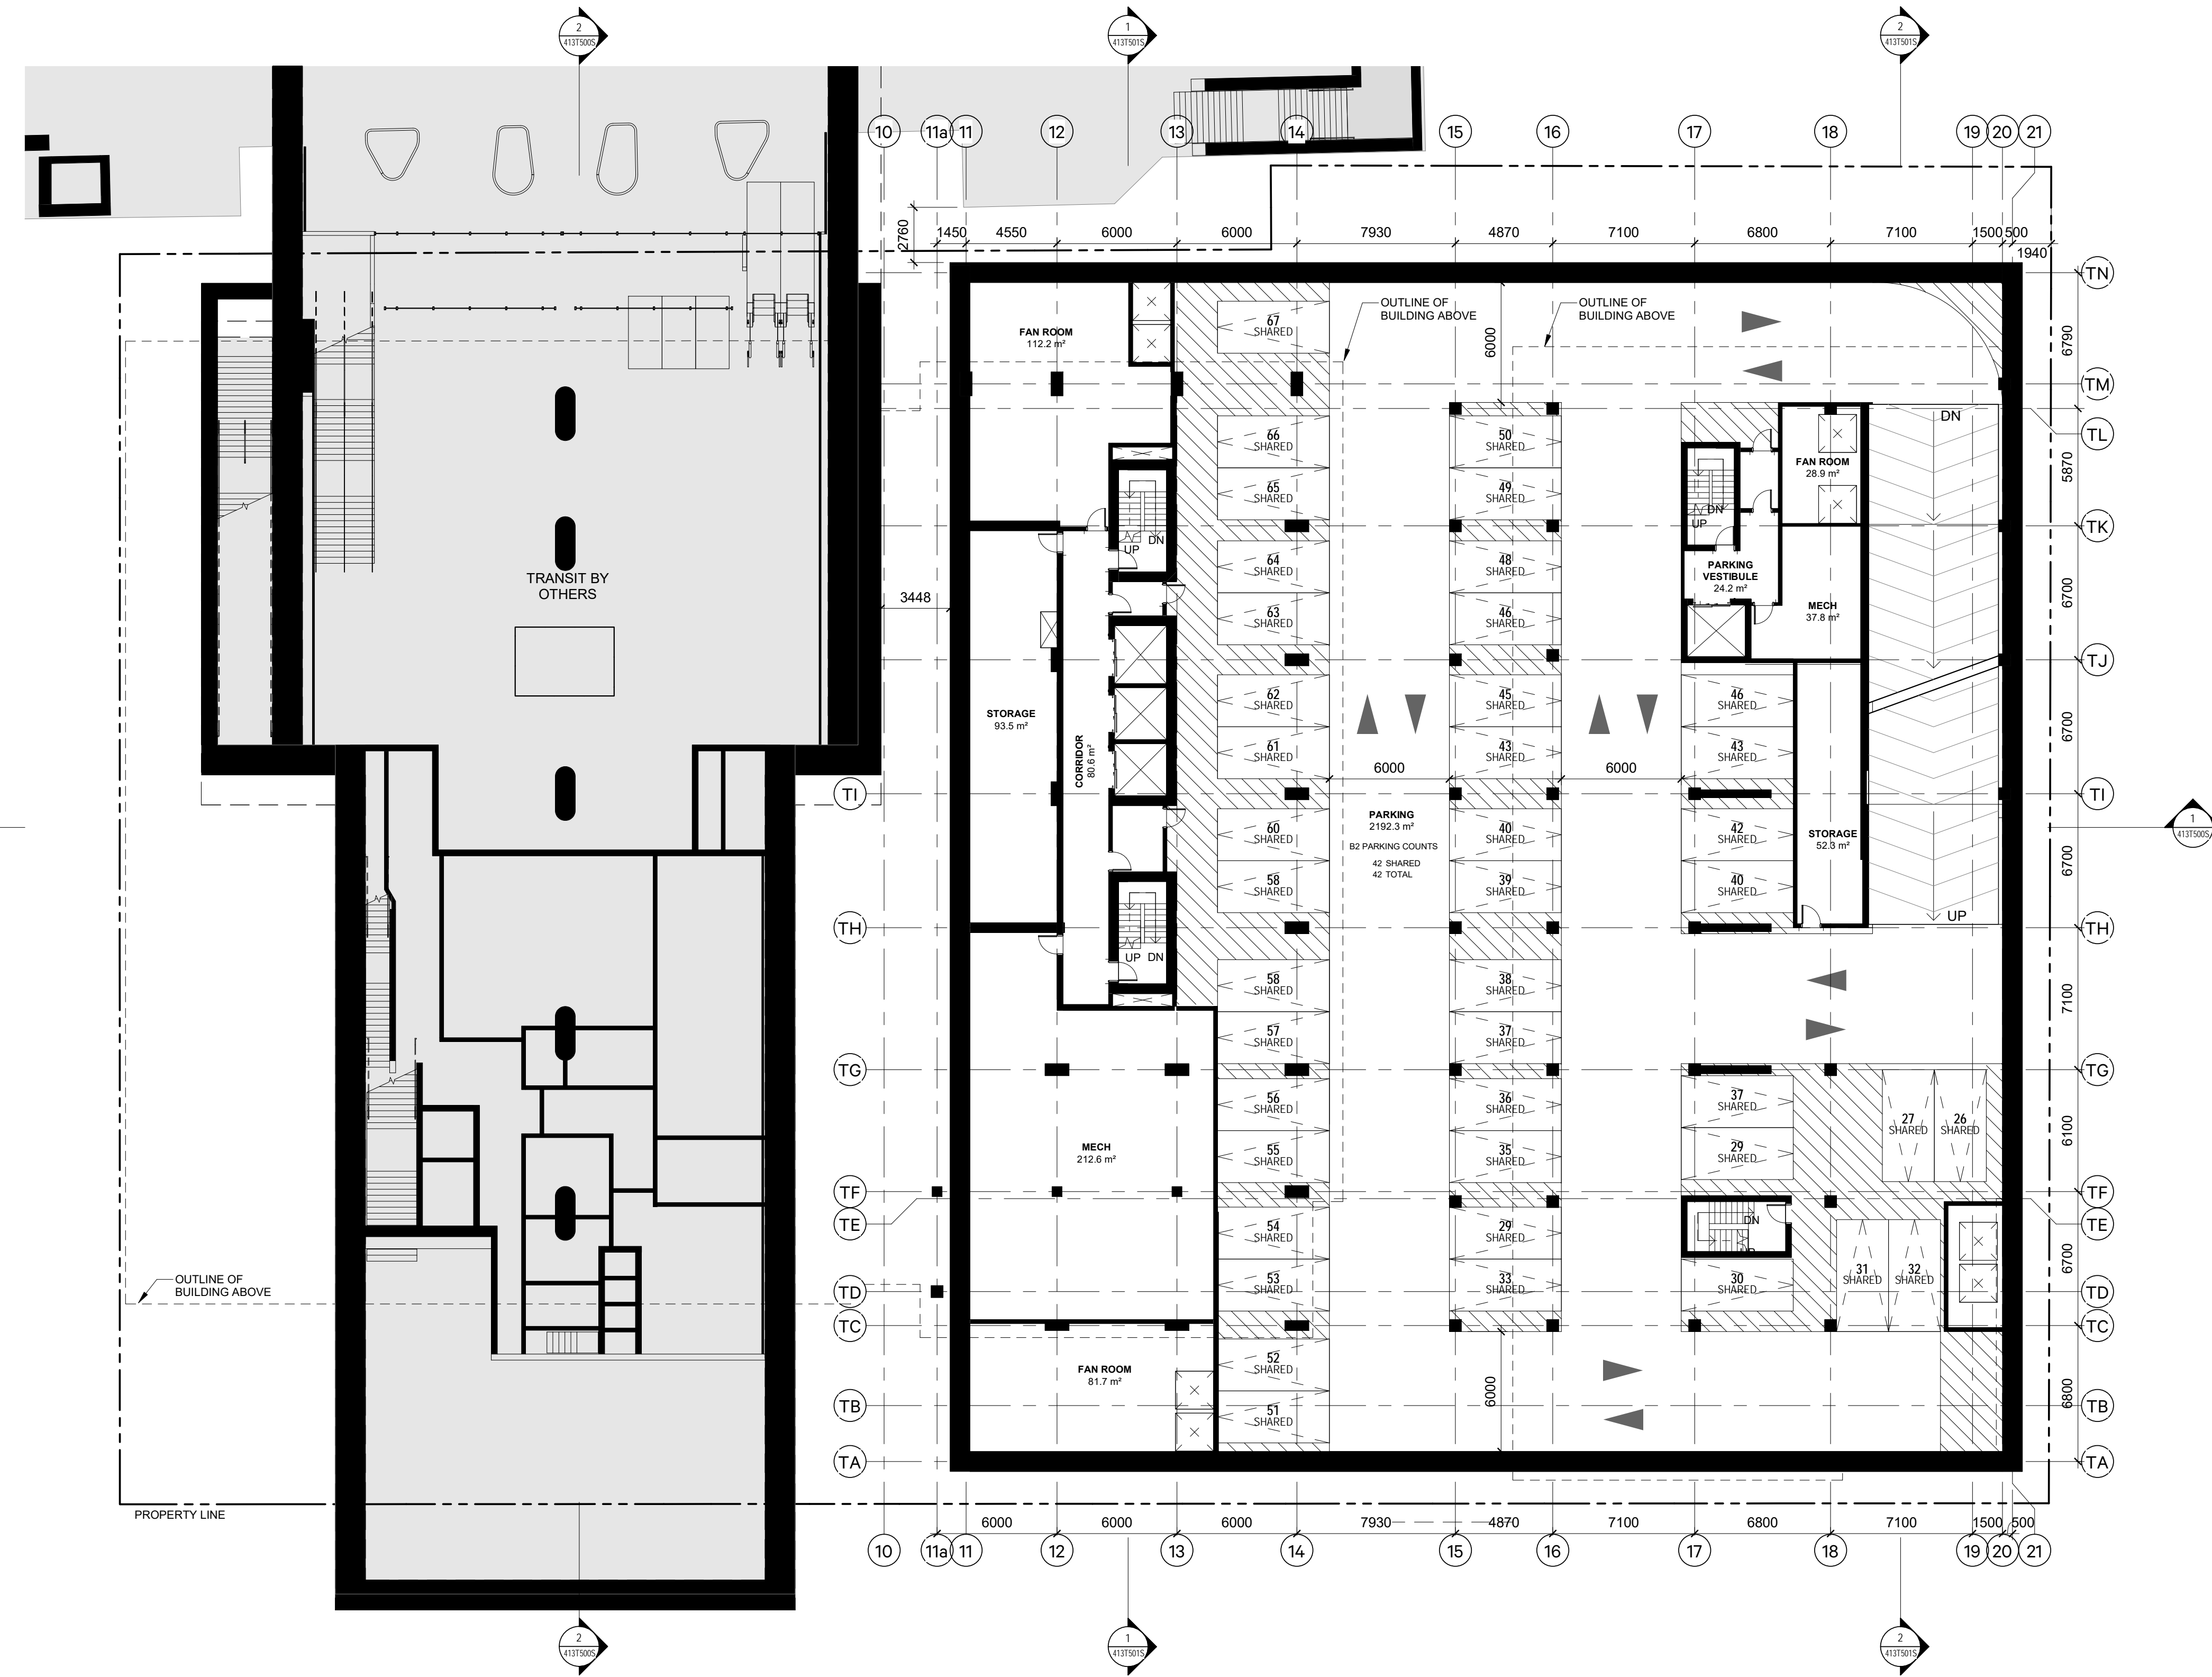 2
413T500S
1
413T501S
2
413T501S
10
11a
11
12
13
14
15
16
17
18
19
20
21
2760
1450
4550
6000
6000
7930
4870
7100
6800
7100
1500
500
1940
TN
TM
TL
TK
TJ
TI
TH
TG
TF
TE
TD
TC
TB
TA
6790
5870
6700
6700
6700
7100
6100
6700
6800
TI
TH
TG
TF
TE
TD
TC
TB
TA
1
413T500S
OUTLINE OF
BUILDING ABOVE
OUTLINE OF
BUILDING ABOVE
6000
FAN ROOM
112.2 m²
67
SHARED
66
SHARED
65
SHARED
64
SHARED
63
SHARED
62
SHARED
61
SHARED
60
SHARED
58
SHARED
58
SHARED
57
SHARED
56
SHARED
55
SHARED
54
SHARED
53
SHARED
52
SHARED
51
SHARED
50
SHARED
49
SHARED
48
SHARED
46
SHARED
45
SHARED
43
SHARED
40
SHARED
39
SHARED
38
SHARED
37
SHARED
36
SHARED
35
SHARED
29
SHARED
33
SHARED
DN
FAN ROOM
28.9 m²
DN
UP
PARKING
VESTIBULE
24.2 m²
MECH
37.8 m²
46
SHARED
43
SHARED
42
SHARED
40
SHARED
STORAGE
52.3 m²
UP
37
SHARED
29
SHARED
27
SHARED
26
SHARED
DN
UP
30
SHARED
31
SHARED
32
SHARED
TRANSIT BY
OTHERS
3448
UP
DN
STORAGE
93.5 m²
CORRIDOR
80.6 m²
6000
6000
PARKING
2192.3 m²
B2 PARKING COUNTS
42 SHARED
42 TOTAL
UP
DN
MECH
212.6 m²
FAN ROOM
81.7 m²
6000
OUTLINE OF
BUILDING ABOVE
PROPERTY LINE
6000
6000
6000
7930
4870
7100
6800
7100
1500
500
10
11a
11
12
13
14
15
16
17
18
19
20
21
2
413T500S
1
413T501S
2
413T501S